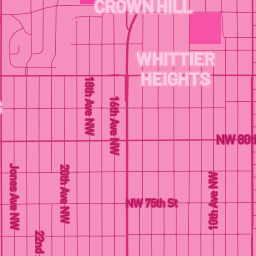 CROWN HILL
WHITTIER
HEIGHTS
18th Ave NW
16th Ave NW
NW 80th
Jones Ave NW
20th Ave NW
10th Ave NW
NW 75th St
22nd